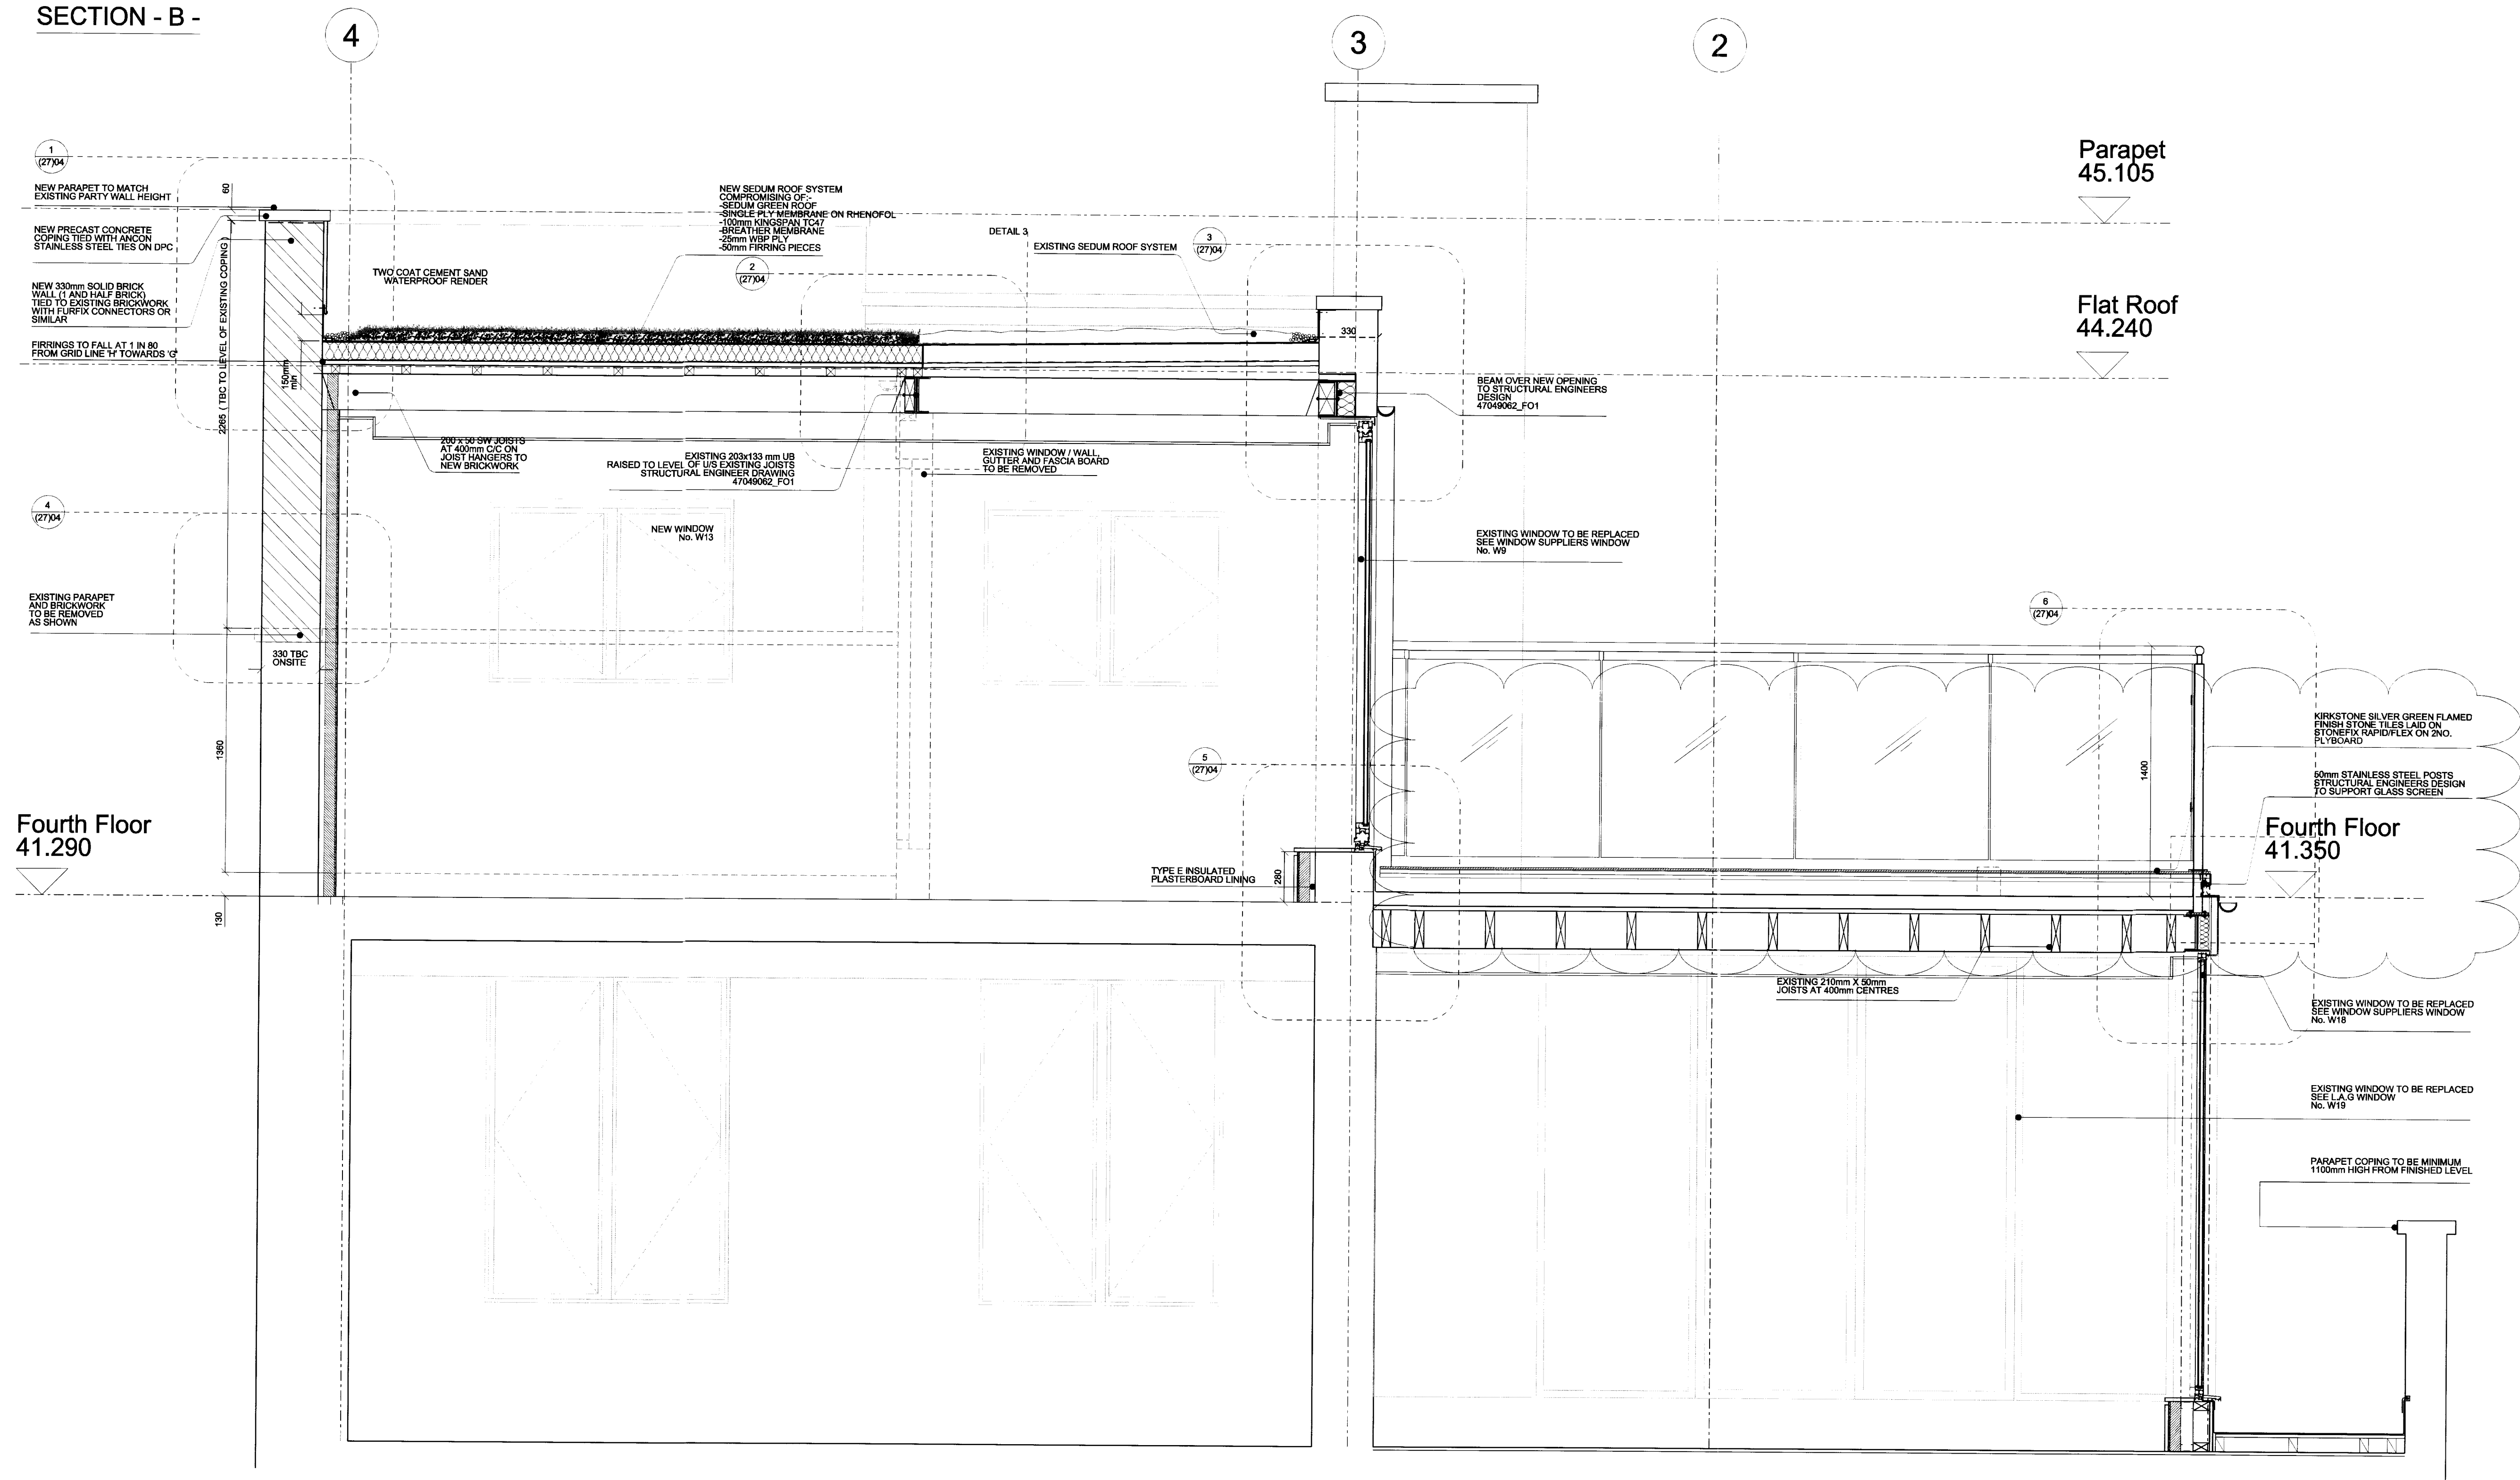 SECTION - B -
4
3
2
Parapet
45.105
Flat Roof
44.240
1
(27)04
NEW PARAPET TO MATCH
EXISTING PARTY WALL HEIGHT
NEW PRECAST CONCRETE
COPING TIED WITH ANCON
STAINLESS STEEL TIES ON DPC
NEW 330mm SOLID BRICK
WALL (1 AND HALF BRICK)
TIED TO EXISTING BRICKWORK
WITH FURFIX CONNECTORS OR
SIMILAR
FIRRINGS TO FALL AT 1 IN 80
FROM GRID LINE 'H' TOWARDS 'G'
60
2265 ( TBC TO LEVEL OF EXISTING COPING )
150mm
min
TWO COAT CEMENT SAND
WATERPROOF RENDER
NEW SEDUM ROOF SYSTEM
COMPROMISING OF:-
-SEDUM GREEN ROOF
-SINGLE PLY MEMBRANE ON RHENOFOL
-100mm KINGSPAN TC47
-BREATHER MEMBRANE
-25mm WBP PLY
-50mm FIRRING PIECES
2
(27)04
DETAIL 3
EXISTING SEDUM ROOF SYSTEM
3
(27)04
330
BEAM OVER NEW OPENING
TO STRUCTURAL ENGINEERS
DESIGN
47049062_FO1
200 x 50 SW JOISTS
AT 400mm C/C ON
JOIST HANGERS TO
NEW BRICKWORK
EXISTING 203x133 mm UB
RAISED TO LEVEL OF U/S EXISTING JOISTS
STRUCTURAL ENGINEER DRAWING
47049062_FO1
EXISTING WINDOW / WALL,
GUTTER AND FASCIA BOARD
TO BE REMOVED
4
(27)04
NEW WINDOW
No. W13
EXISTING WINDOW TO BE REPLACED
SEE WINDOW SUPPLIERS WINDOW
No. W9
EXISTING PARAPET
AND BRICKWORK
TO BE REMOVED
AS SHOWN
330 TBC
ONSITE
6
(27)04
1360
5
(27)04
1400
KIRKSTONE SILVER GREEN FLAMED
FINISH STONE TILES LAID ON
STONEFIX RAPID/FLEX ON 2NO.
PLYBOARD
50mm STAINLESS STEEL POSTS
STRUCTURAL ENGINEERS DESIGN
TO SUPPORT GLASS SCREEN
Fourth Floor
41.290
Fourth Floor
41.350
TYPE E INSULATED
PLASTERBOARD LINING
280
130
EXISTING 210mm X 50mm
JOISTS AT 400mm CENTRES
EXISTING WINDOW TO BE REPLACED
SEE WINDOW SUPPLIERS WINDOW
No. W18
EXISTING WINDOW TO BE REPLACED
SEE L.A.G WINDOW
No. W19
PARAPET COPING TO BE MINIMUM
1100mm HIGH FROM FINISHED LEVEL